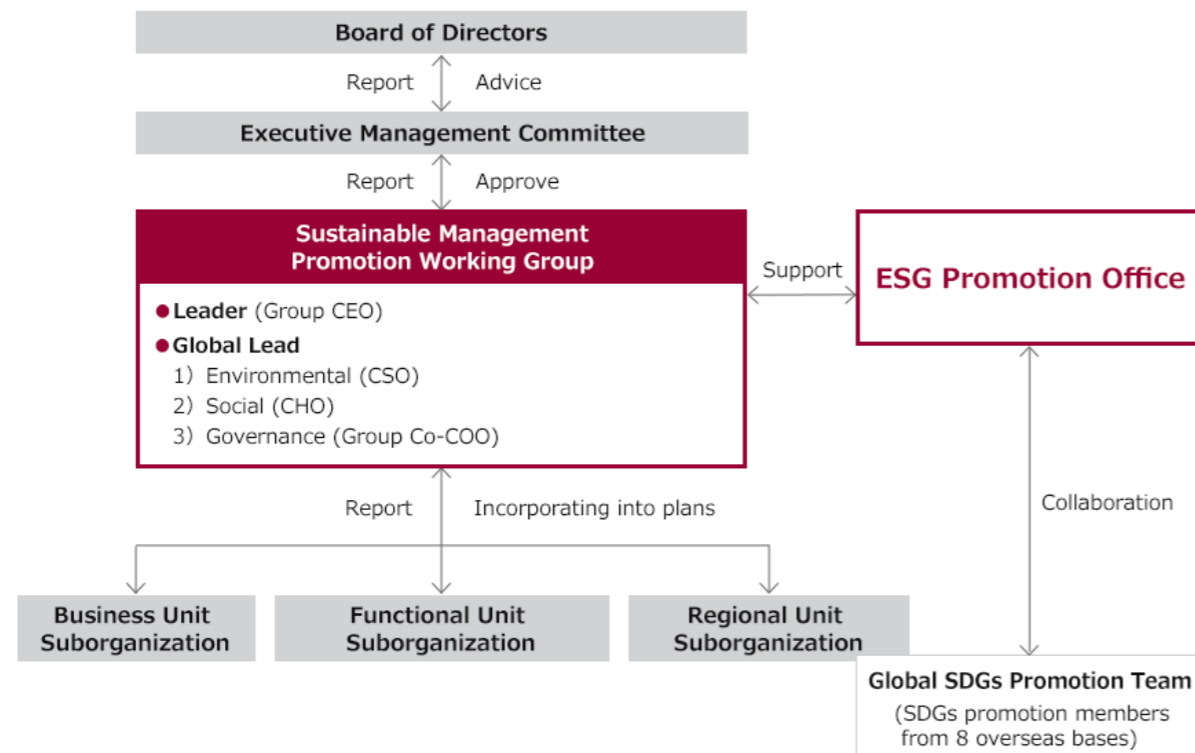 Board of Directors
Report Advice
Executive Management Committee
Report Approve
Sustainable Management
Promotion Working Group
●Leader (Group CEO)
●Global Lead
1) Environmental (CSO)
2) Social (CHO)
3) Governance (Group Co-COO)
Support
ESG Promotion Office
Report Incorporating into plans
Collaboration
Business Unit
Suborganization
Functional Unit
Suborganization
Regional Unit
Suborganization
Global SDGs Promotion Team
(SDGs promotion members
from 8 overseas bases)